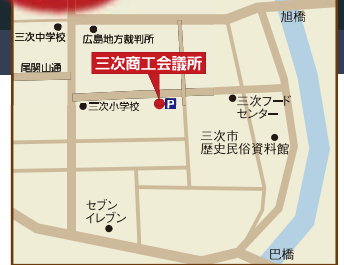 旭橋
三次中学校
広島地方裁判所
尾関山通
三次商工会議所
三次小学校
P
三次フード
センター
三次市
歴史民俗資料館
セブン
イレブン
巴橋